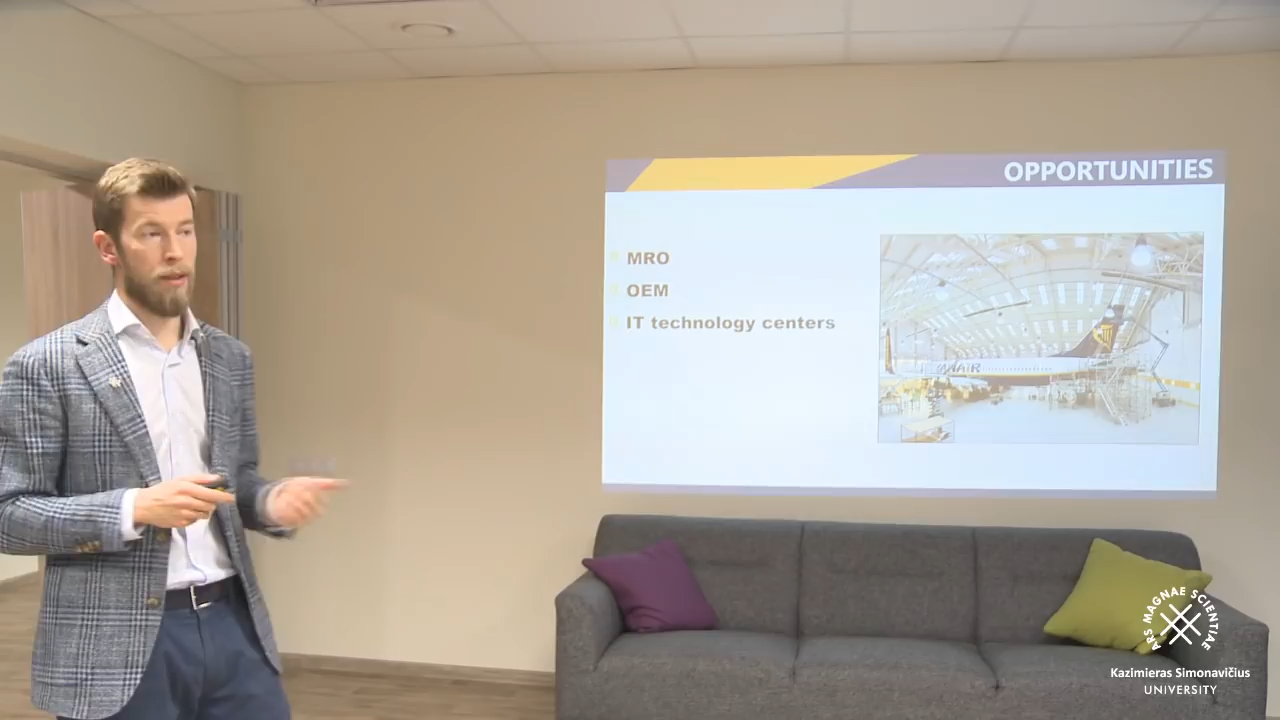 OPPORTUNITIES
MRO
OEM
IT technology centers
ARS MAGNAE SCIENTIAE
Kazimieras Simonavičius
UNIVERSITY